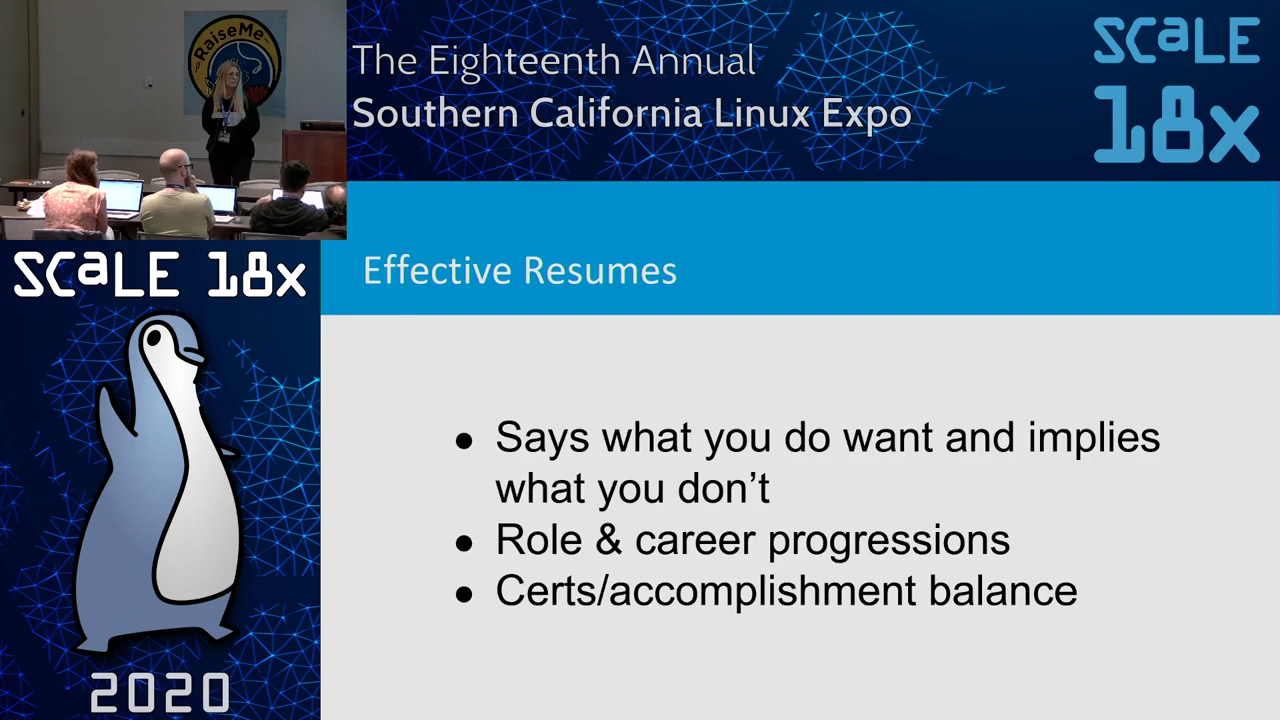 RaiseMe
The Eighteenth Annual
Southern California Linux Expo
SCaLE
18x
SCaLE 18x
Effective Resumes
● Says what you do want and implies
what you don’t
● Role & career progressions
● Certs/accomplishment balance
2020